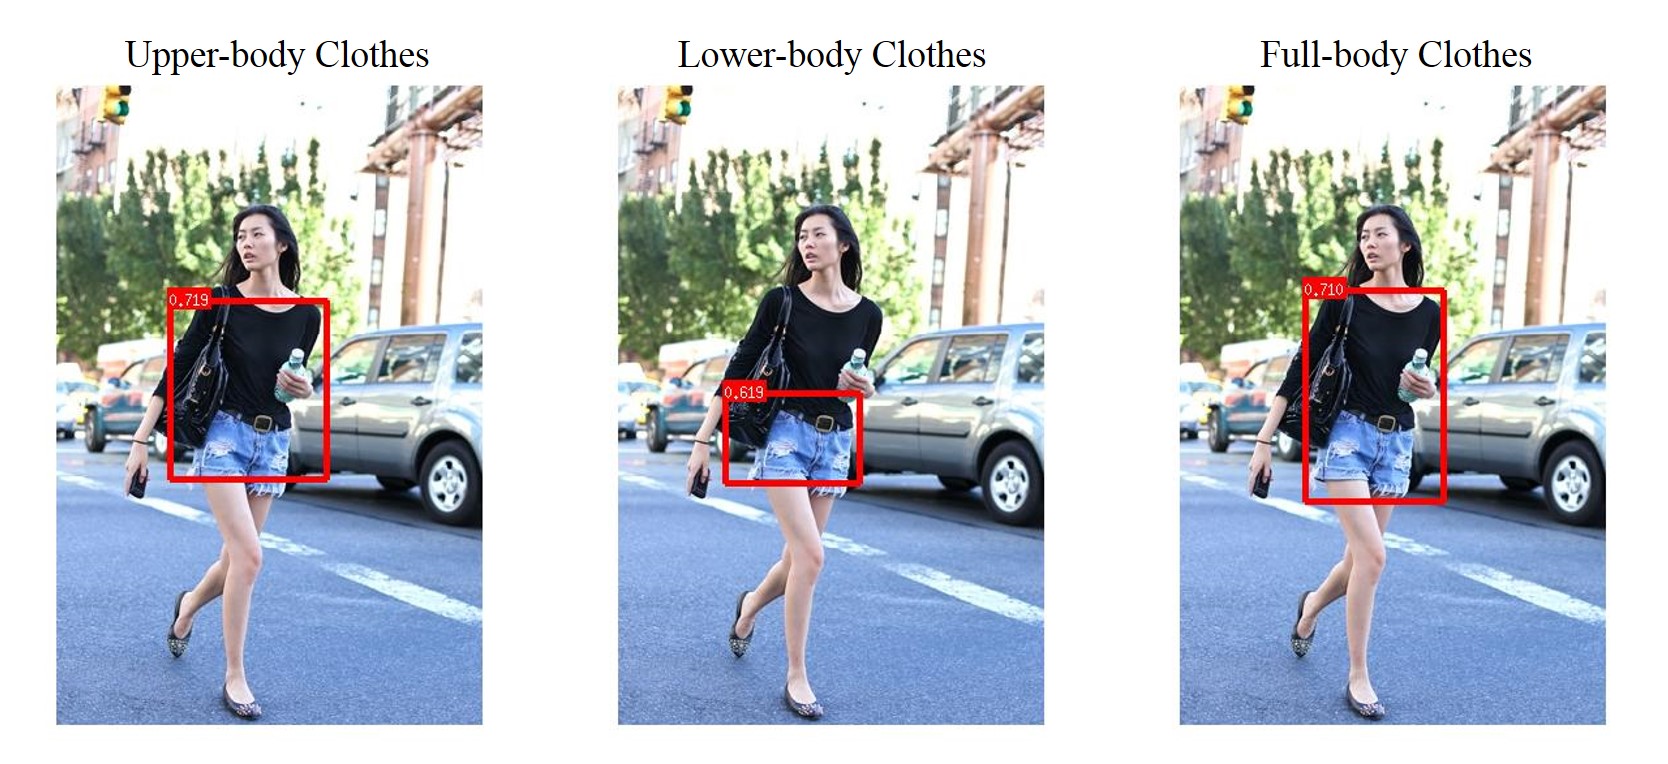 Upper-body Clothes
Lower-body Clothes
Full-body Clothes
0.719
0.619
0.710